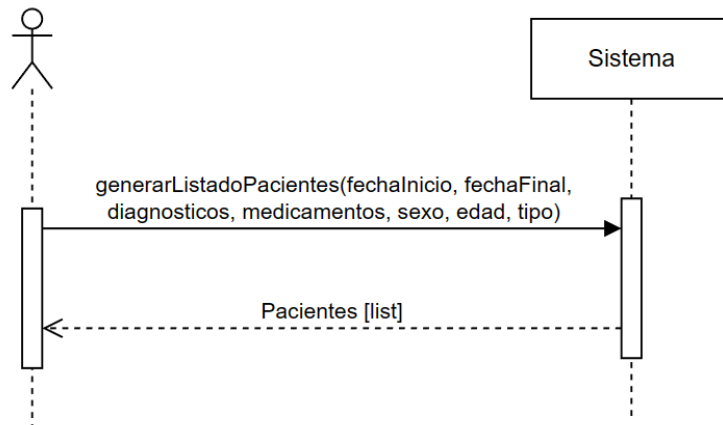 Sistema
generarListadoPacientes(fechaInicio, fechaFinal,
diagnosticos, medicamentos, sexo, edad, tipo)
Pacientes [list]